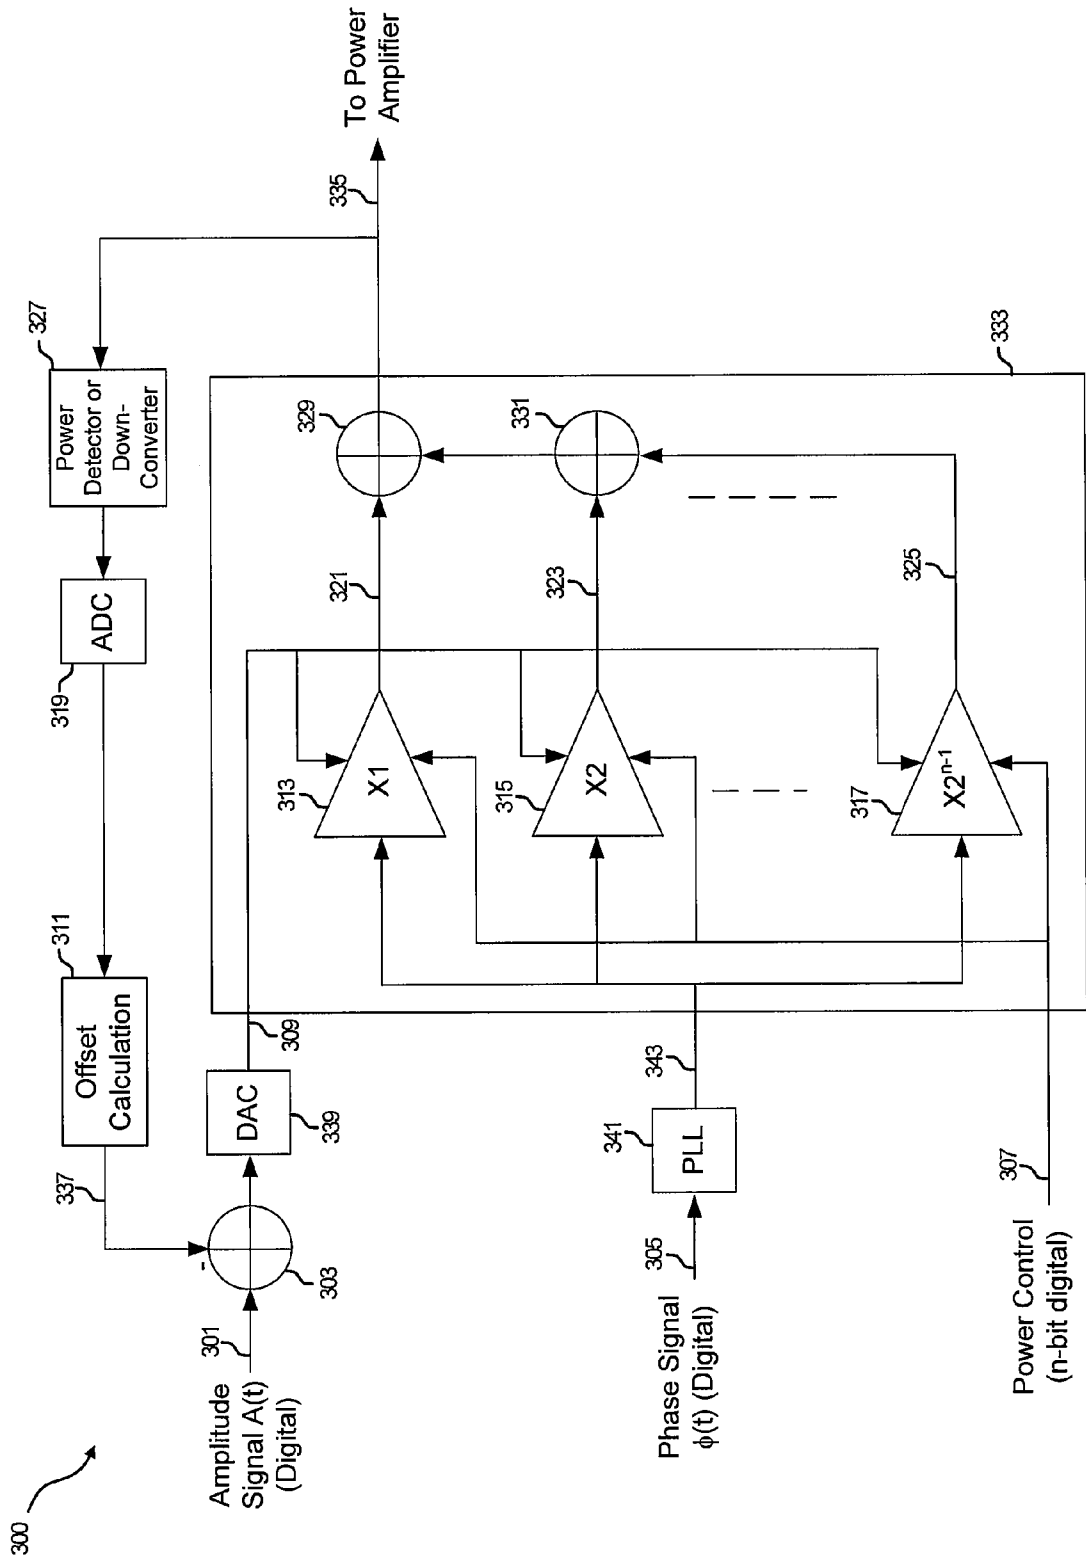 300
Amplitude
Signal A(t)
(Digital)
301
-
303
337
Offset
Calculation
311
DAC
339
309
ADC
319
Power
Detector or
Down-
Converter
327
To Power
Amplifier
335
333
X1
313
321
329
X2
315
323
331
X2ⁿ⁻¹
317
325
Phase Signal
ϕ(t) (Digital)
305
PLL
341
343
Power Control
(n-bit digital)
307